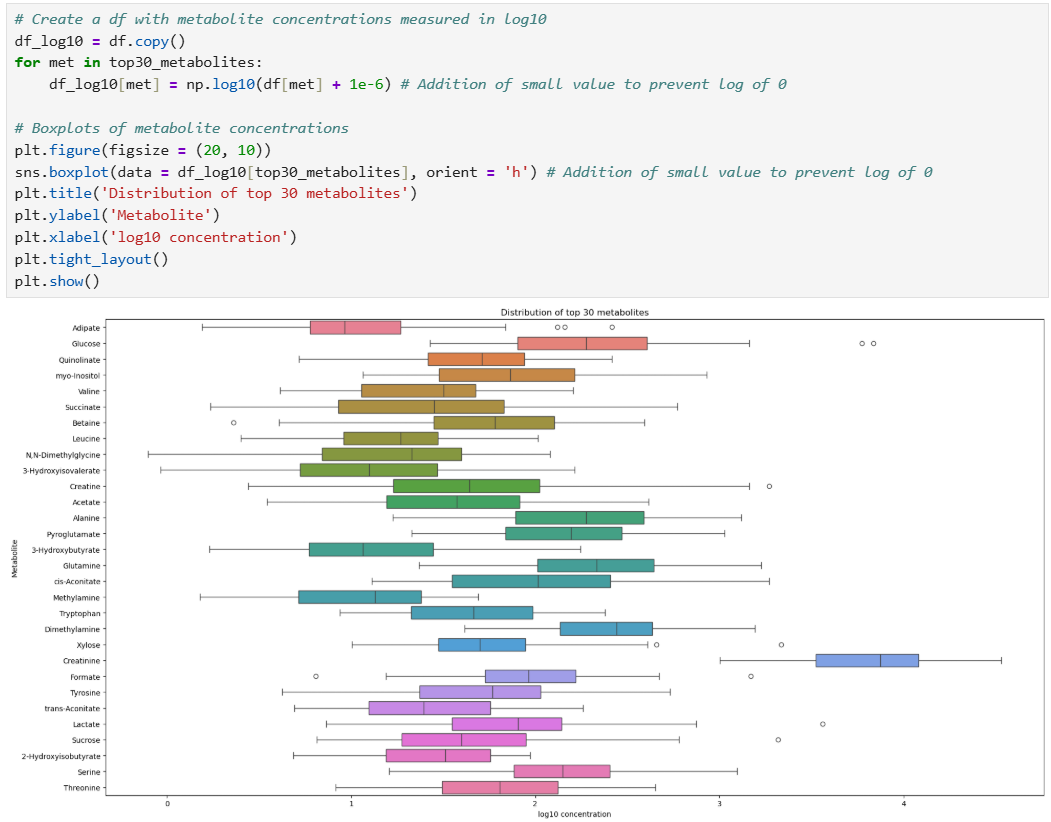 # Create a df with metabolite concentrations measured in log10
df_log10 = df.copy()
for met in top30_metabolites:
    df_log10[met] = np.log10(df[met] + 1e-6) # Addition of small value to prevent log of 0

# Boxplots of metabolite concentrations
plt.figure(figsize = (20, 10))
sns.boxplot(data = df_log10[top30_metabolites], orient = 'h') # Addition of small value to prevent log of 0
plt.title('Distribution of top 30 metabolites')
plt.ylabel('Metabolite')
plt.xlabel('log10 concentration')
plt.tight_layout()
plt.show()
Distribution of top 30 metabolites
Adipate
Glucose
Quinolinate
myo-Inositol
Valine
Succinate
Betaine
Leucine
N,N-Dimethylglycine
3-Hydroxyisovalerate
Creatine
Acetate
Alanine
Pyroglutamate
3-Hydroxybutyrate
Glutamine
cis-Aconitate
Methylamine
Tryptophan
Dimethylamine
Xylose
Creatinine
Formate
Tyrosine
trans-Aconitate
Lactate
Sucrose
2-Hydroxyisobutyrate
Serine
Threonine
Metabolite
0 1 2 3 4
log10 concentration